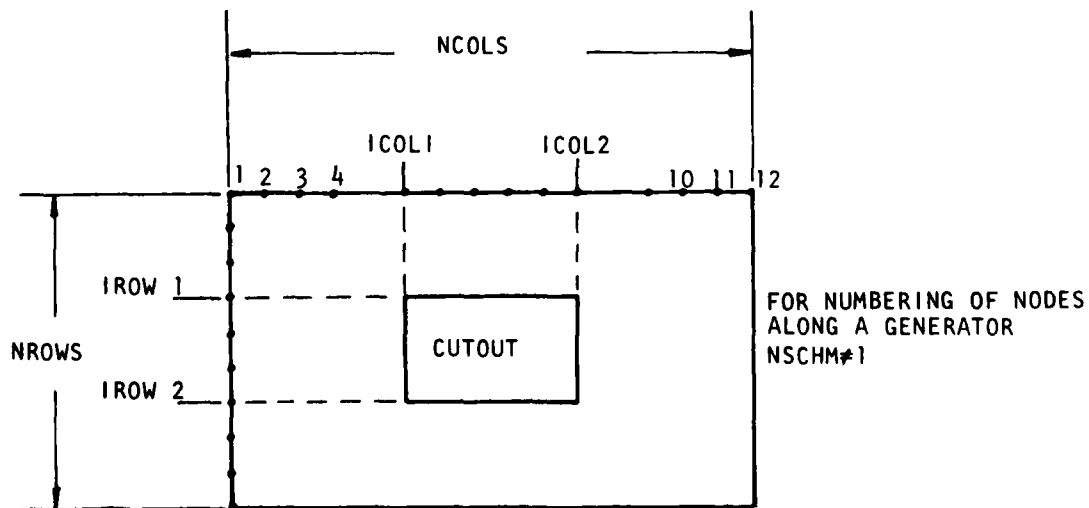 NCOLS
ICOL1 ICOL2
1 2 3 4 10 11 12
IROW 1
FOR NUMBERING OF NODES
ALONG A GENERATOR
NSCHM≠1
NROWS
CUTOUT
IROW 2